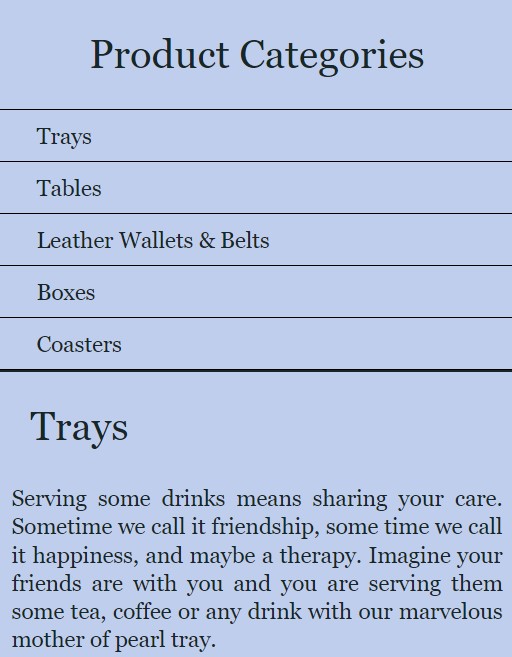 Product Categories
Trays
Tables
Leather Wallets & Belts
Boxes
Coasters
Trays
Serving some drinks means sharing your care.
Sometime we call it friendship, some time we call
it happiness, and maybe a therapy. Imagine your
friends are with you and you are serving them
some tea, coffee or any drink with our marvelous
mother of pearl tray.